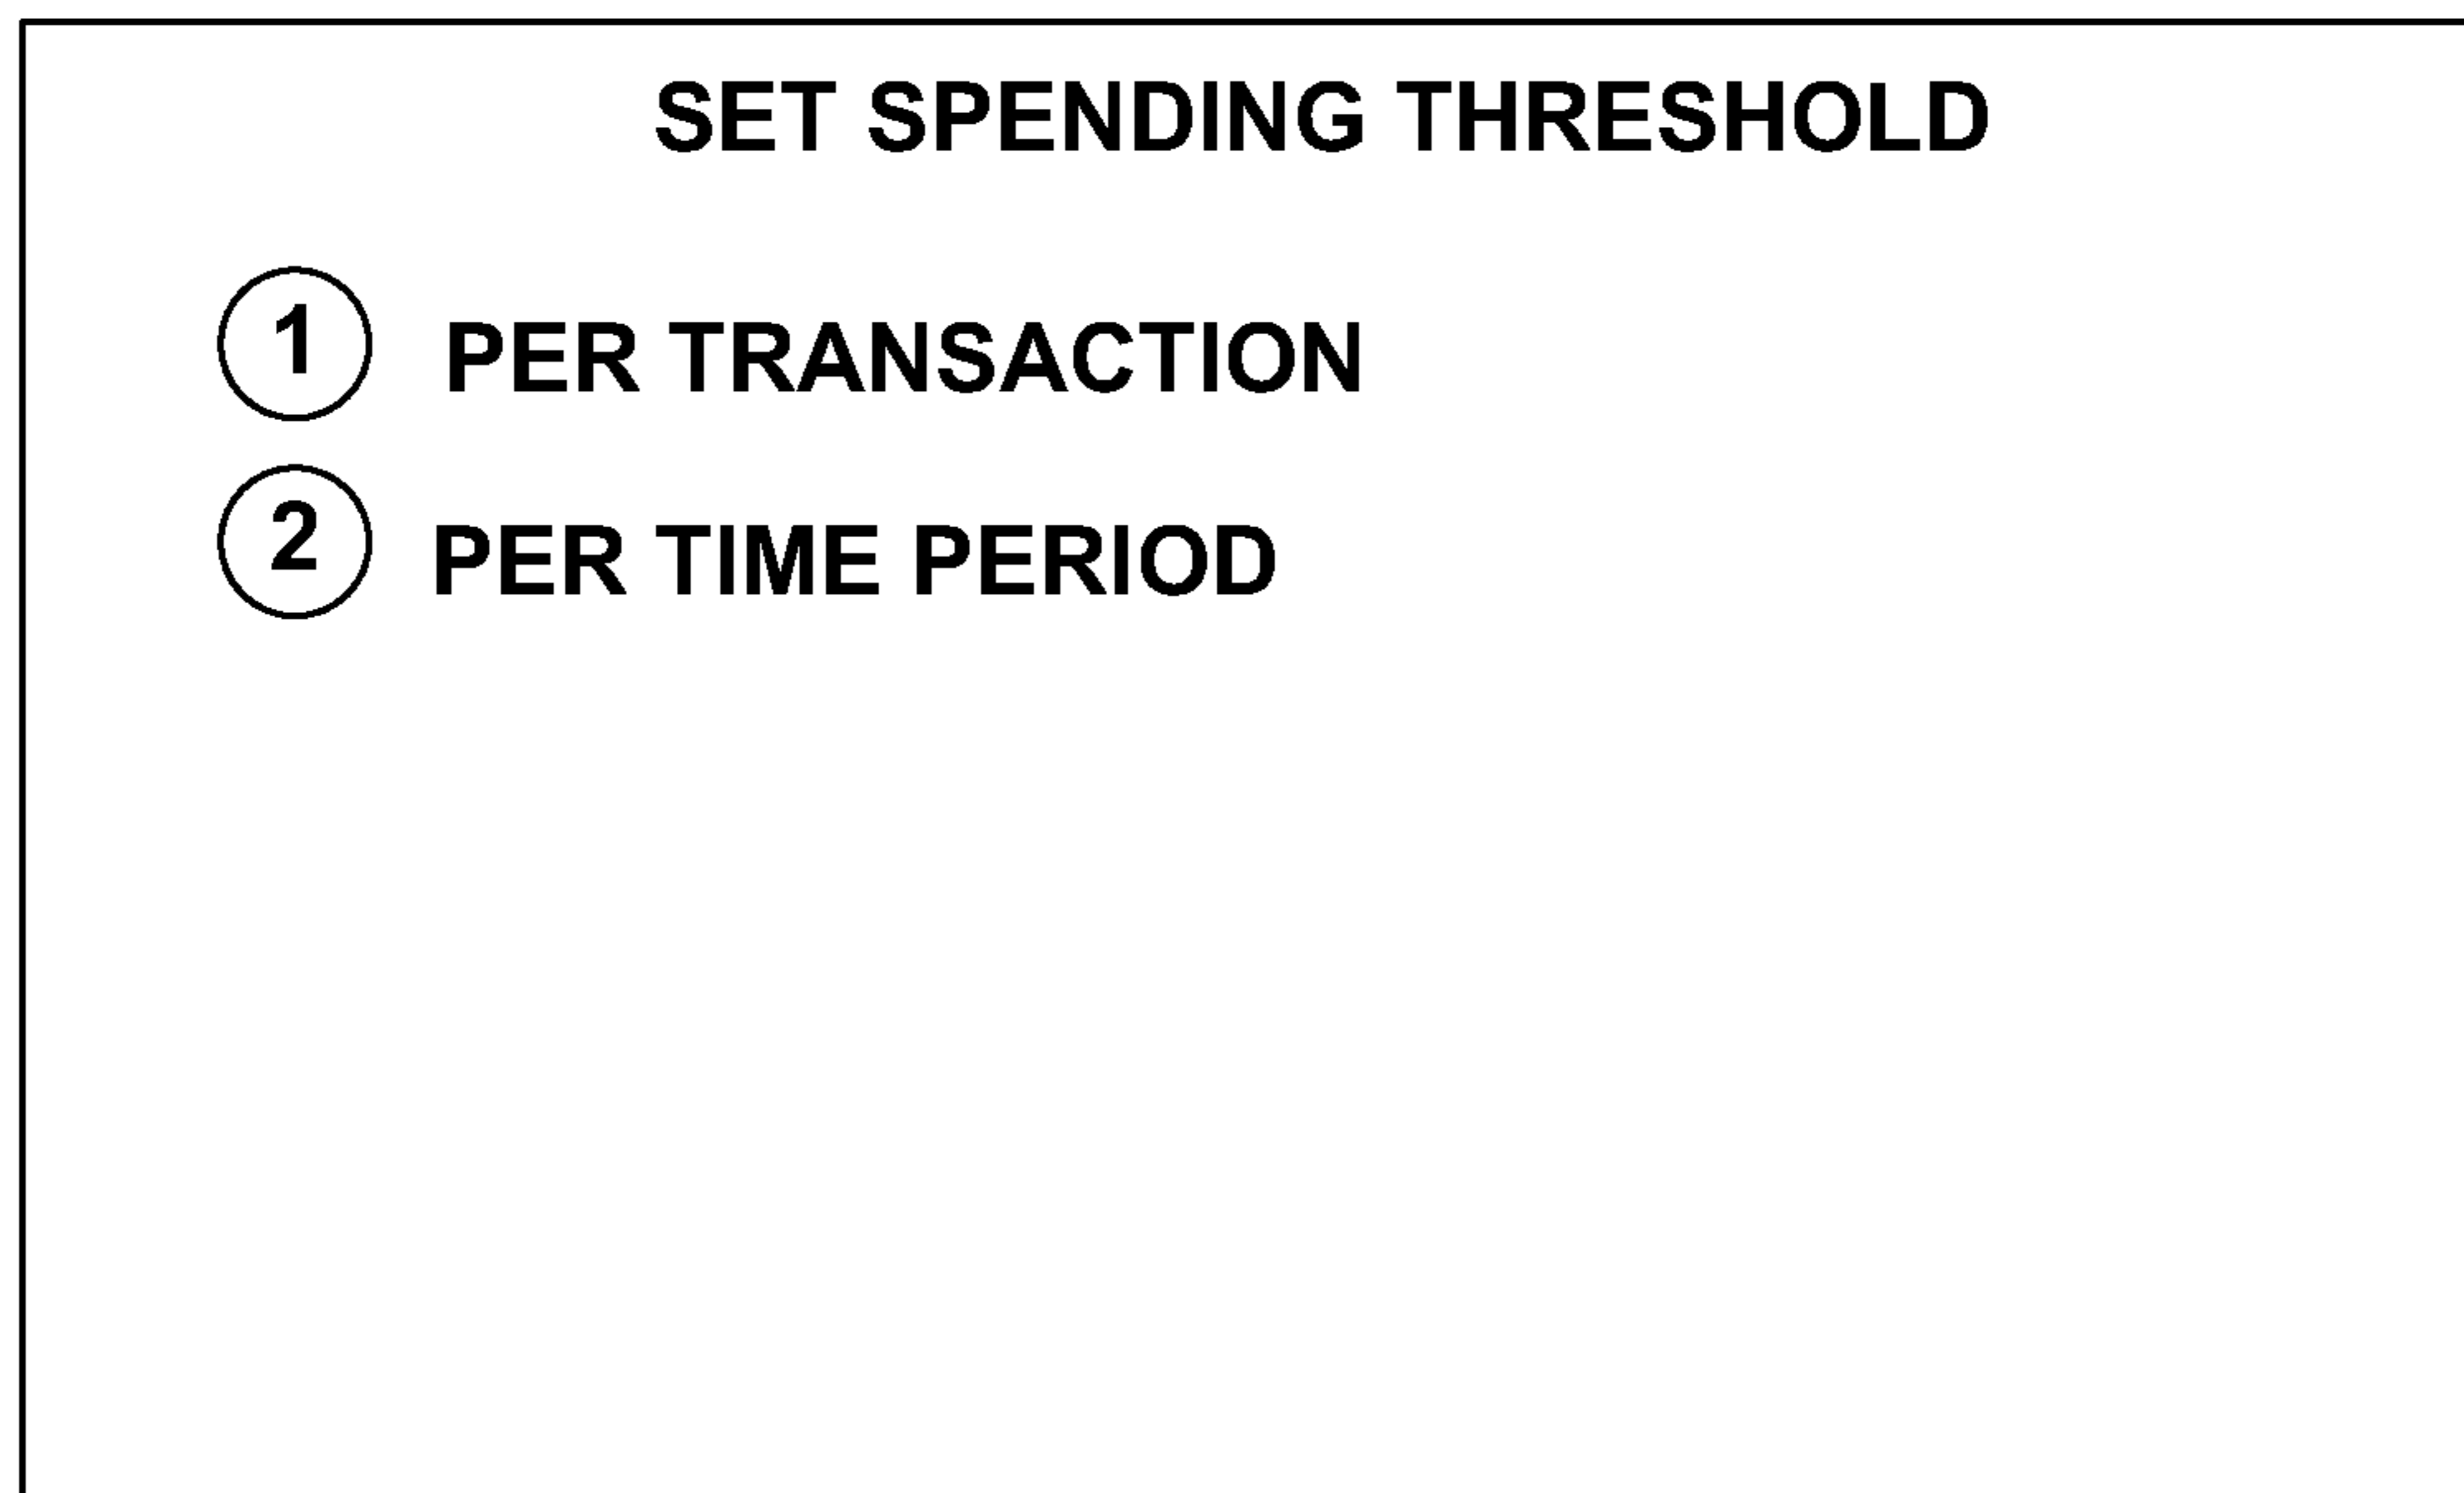 SET SPENDING THRESHOLD
1 PER TRANSACTION
2 PER TIME PERIOD